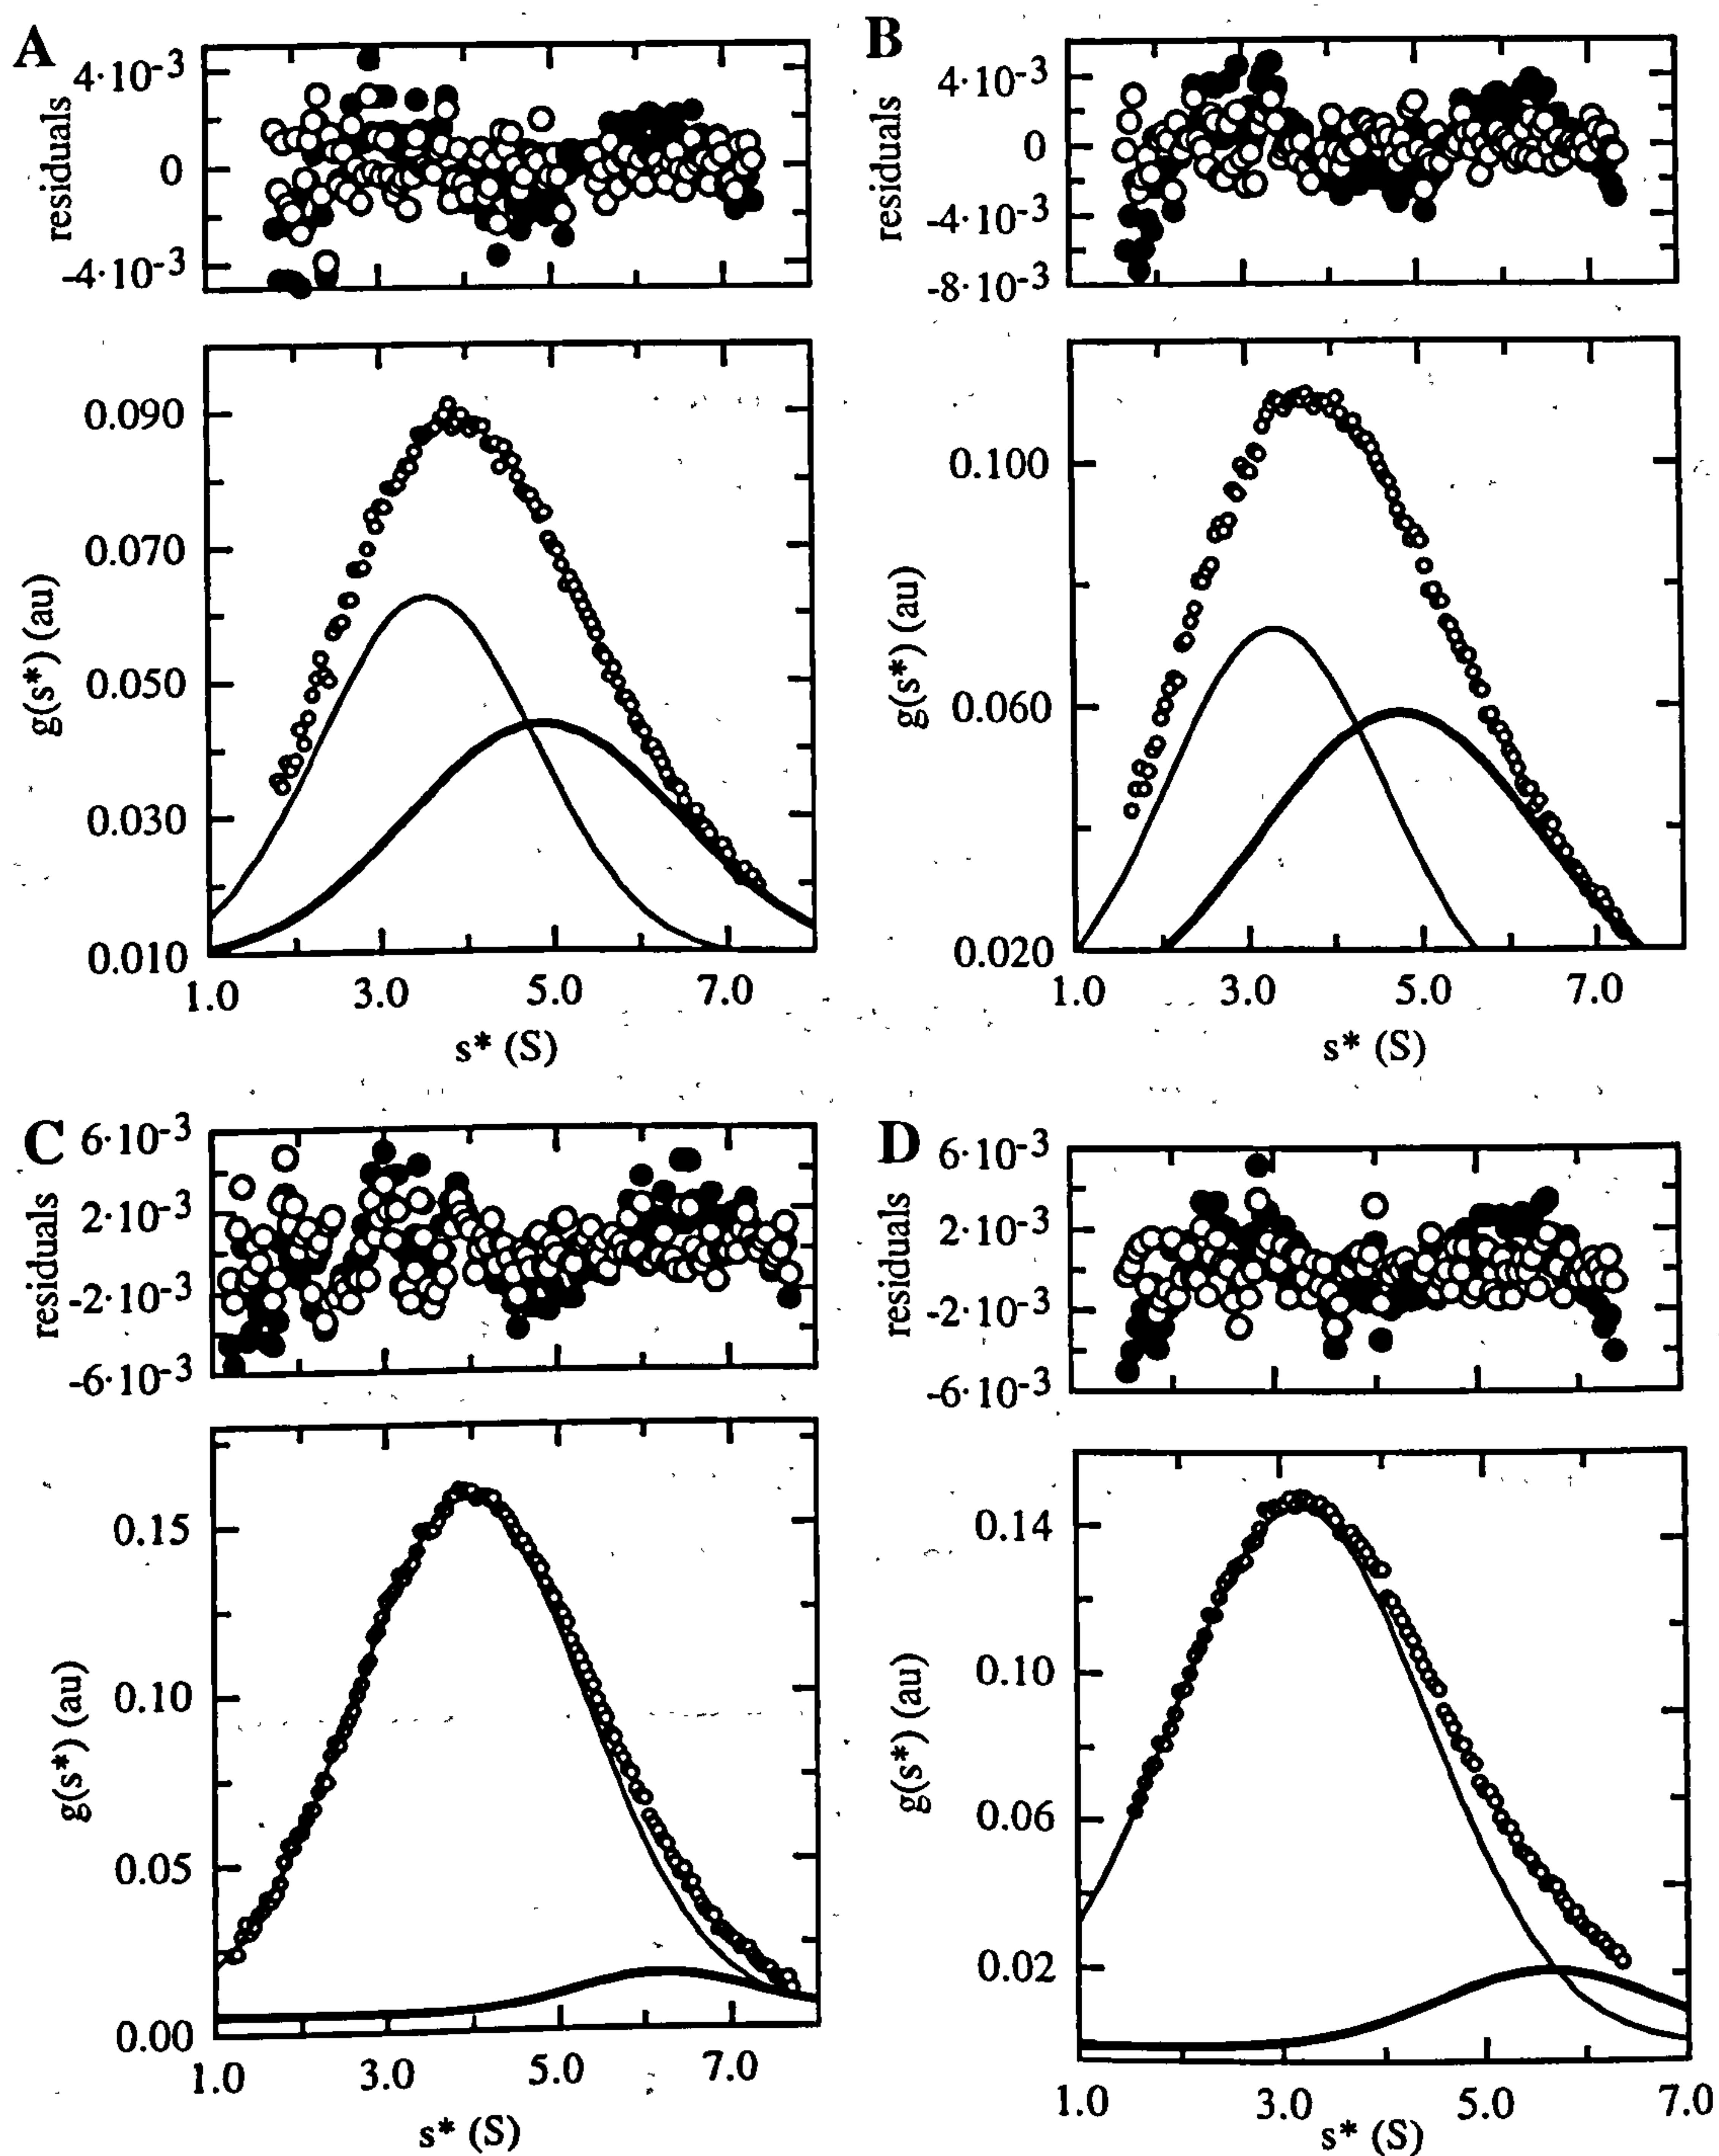 A
4·10-3
0
-4·10-3
residuals
0.090
0.070
0.050
0.030
0.010
g(s*) (au)
1.0 3.0 5.0 7.0
s* (S)
B
4·10-3
0
-4·10-3
-8·10-3
residuals
0.100
0.060
0.020
g(s*) (au)
1.0 3.0 5.0 7.0
s* (S)
C
6·10-3
2·10-3
-2·10-3
-6·10-3
residuals
0.15
0.10
0.05
0.00
g(s*) (au)
1.0 3.0 5.0 7.0
s* (S)
D
6·10-3
2·10-3
-2·10-3
-6·10-3
residuals
0.14
0.10
0.06
0.02
g(s*) (au)
1.0 3.0 5.0 7.0
s* (S)